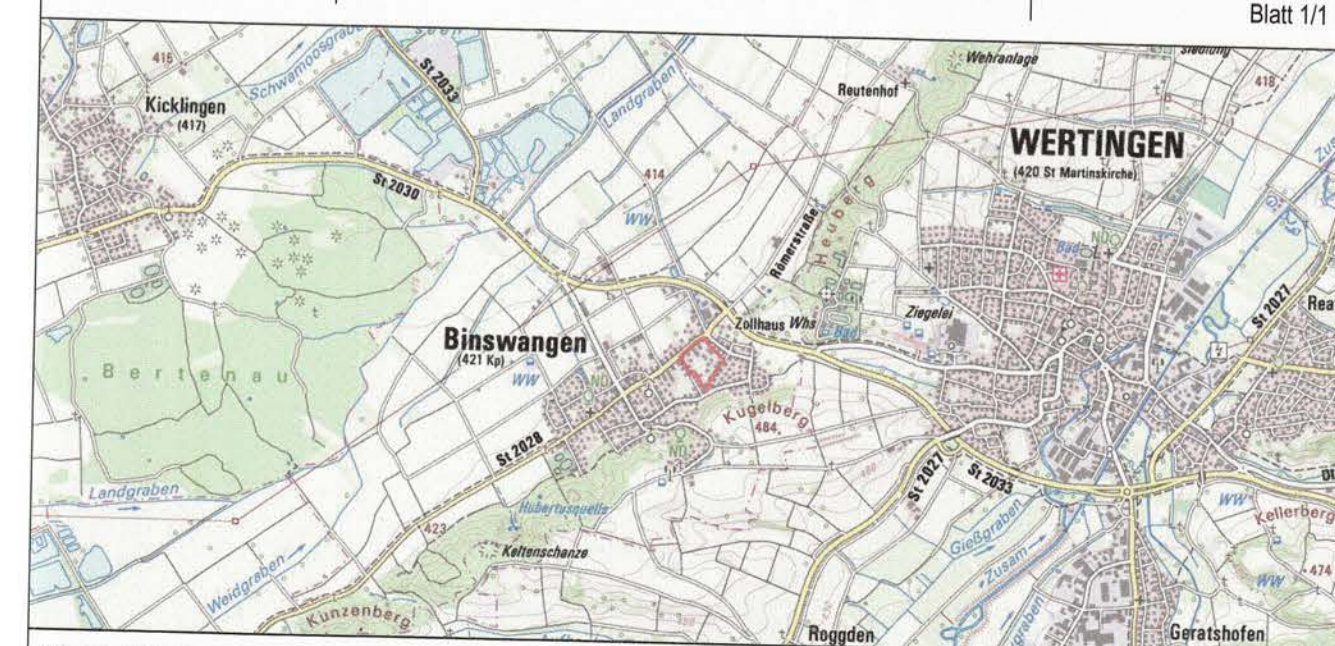 Blatt 1/1
415
Schwamoosgraben
St 2033
Kicklingen
(417)
Landgraben
Reutenhof
Wehranlage
418
WERTINGEN
(420 St Martinskirche)
414
WW
St 2030
Römerstraße
Heuberg
ND
Bad
Zollhaus Whs
Bad
Ziegelei
St 2027
Binswangen
(421 Kp)
WW
ND
Bertenau
Kugelberg
484
ND
St 2028
St 2027
St 2033
Landgraben
Hubertusquelle
423
Keltenschanze
Weidgraben
Kunzenberg
Gießgraben
Zusam
WW
Kellerberg
474
WW
Roggden
Geratshofen